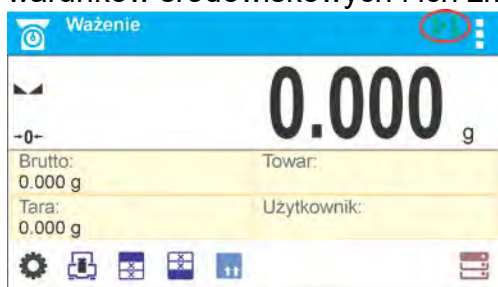 Ważenie
0.000 g
→0←
Brutto:
0.000 g
Towar:
Tara:
0.000 g
Użytkownik: